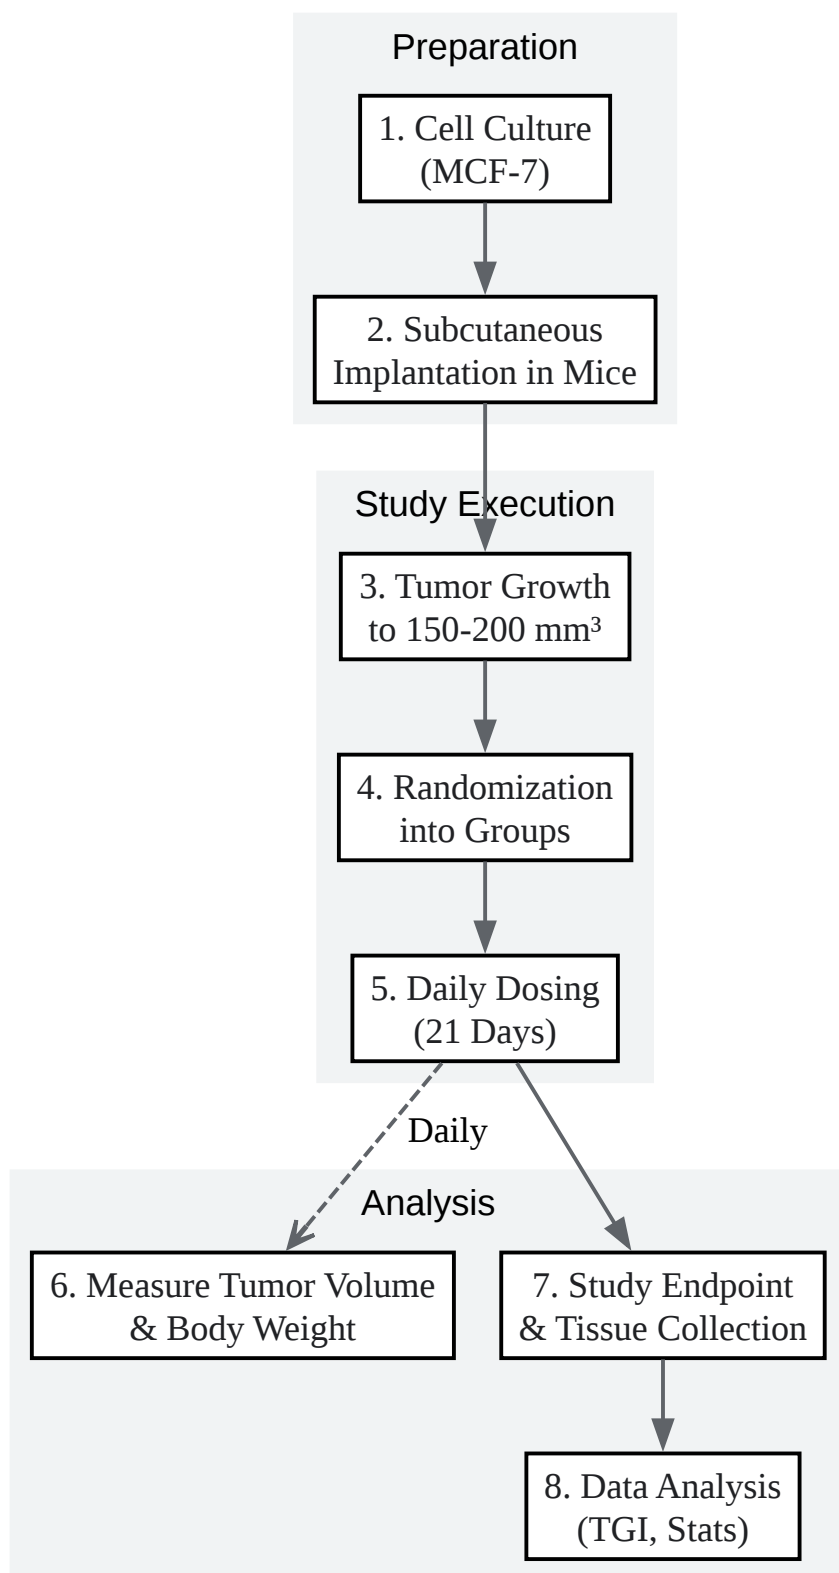 Preparation
1. Cell Culture
(MCF-7)
2. Subcutaneous
Implantation in Mice
Study Execution
3. Tumor Growth
to 150-200 mm³
4. Randomization
into Groups
5. Daily Dosing
(21 Days)
Daily
Analysis
6. Measure Tumor Volume
& Body Weight
7. Study Endpoint
& Tissue Collection
8. Data Analysis
(TGI, Stats)